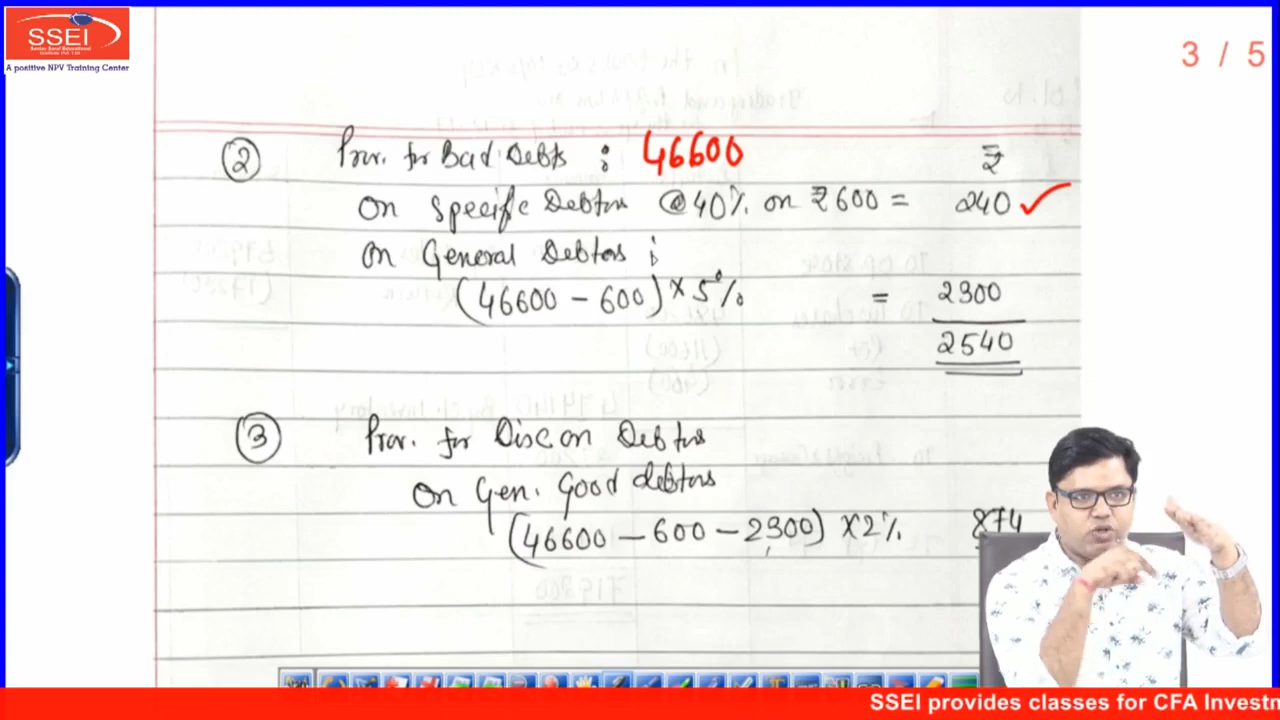 SSEI
A positive NPV Training Center
3 / 5
② Prov. for Bad Debts : 46600 ₹
On Specific Debtors @ 40% on ₹600 = 240 ✓
On General Debtors :
(46600 – 600) × 5% = 2300
2540
③ Prov. for Disc on Debtors
On Gen. Good debtors
(46600 – 600 – 2300) × 2% 874
SSEI provides classes for CFA Investm